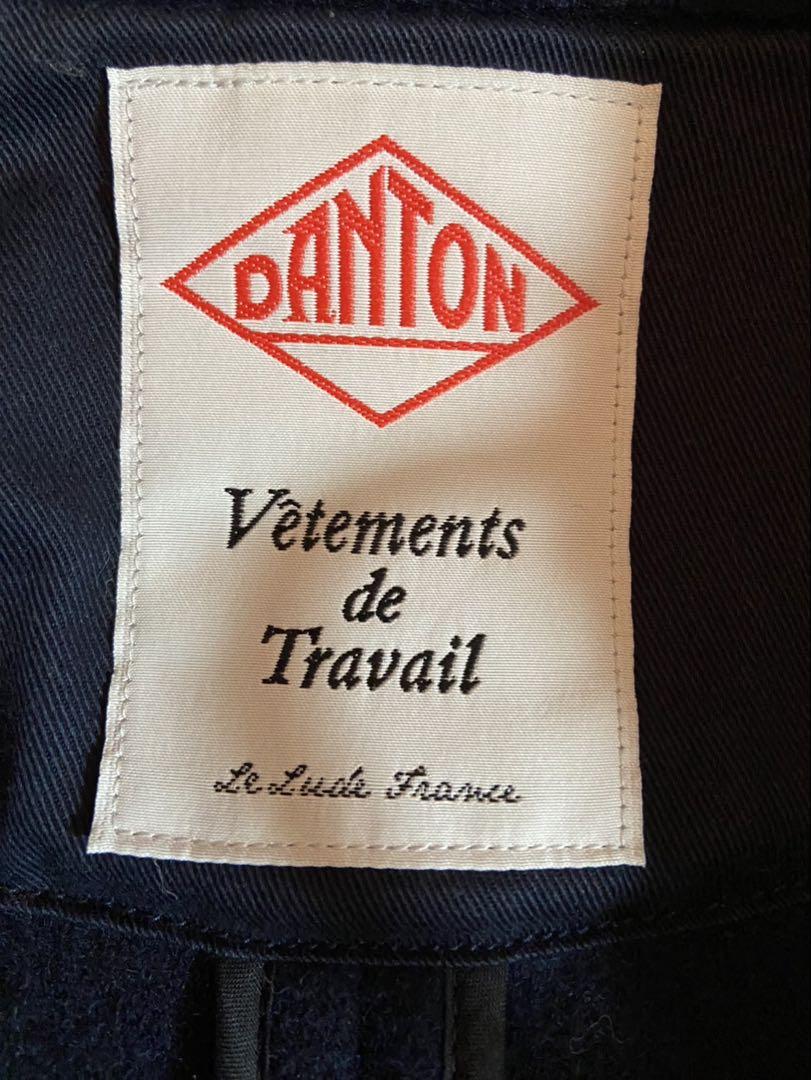 DANTON
Vêtements
de
Travail
Le Lude France